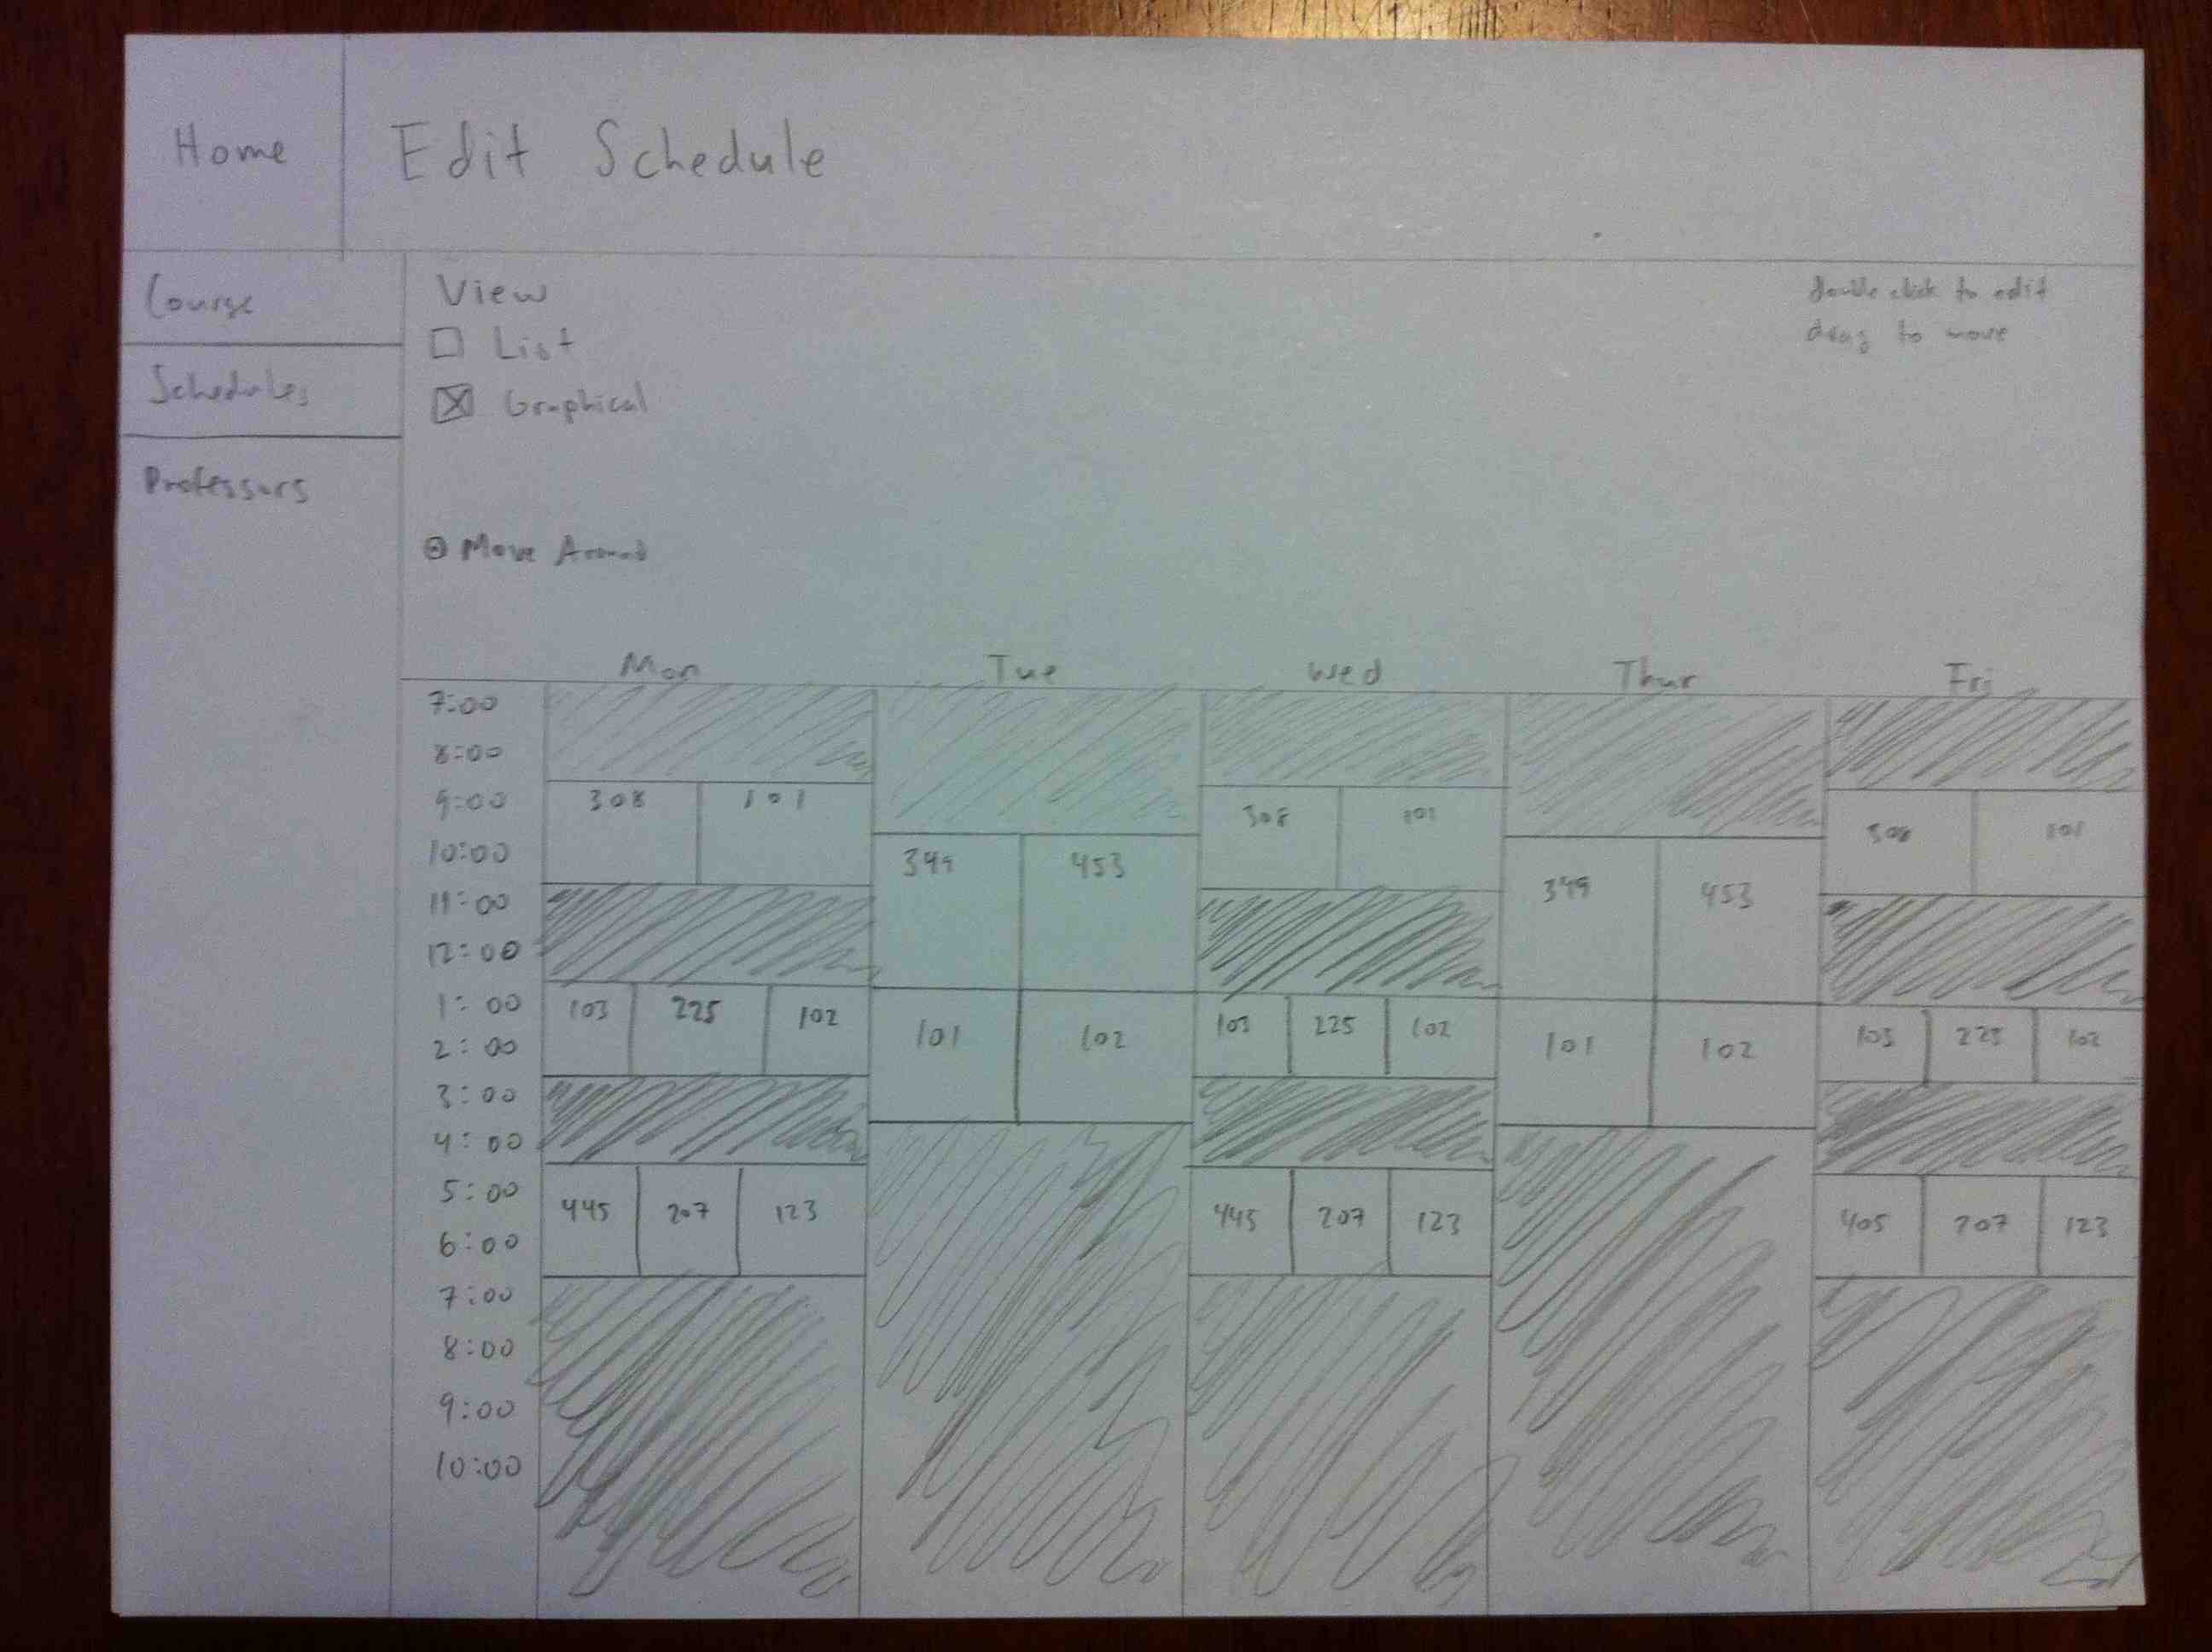 Home
Edit Schedule
Course
Schedules
Professors
View
List
Graphical
double click to edit
drag to move
Move Around
Mon Tue Wed Thur Fri
7:00
8:00
9:00 308 101 308 101 308 101
10:00 349 453 349 453
11:00
12:00
1:00 103 225 102 103 225 102 103 225 102
2:00 101 102 101 102
3:00
4:00
5:00 445 207 123 445 207 123 405 207 123
6:00
7:00
8:00
9:00
10:00